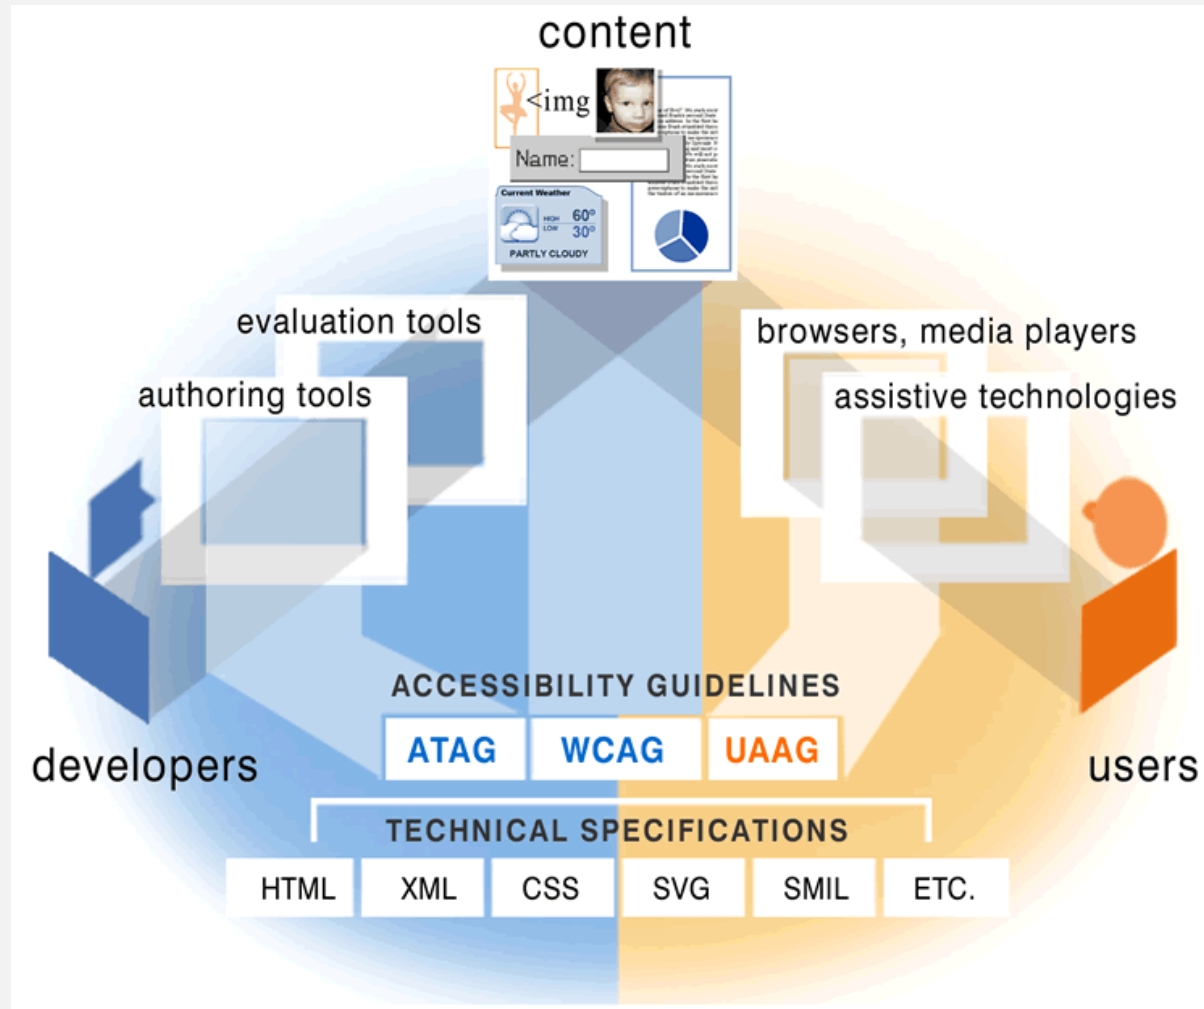 content
<img
Name:
Current Weather
HIGH 60°
LOW 30°
PARTLY CLOUDY
evaluation tools
authoring tools
browsers, media players
assistive technologies
developers
users
ACCESSIBILITY GUIDELINES
ATAG WCAG UAAG
TECHNICAL SPECIFICATIONS
HTML XML CSS SVG SMIL ETC.